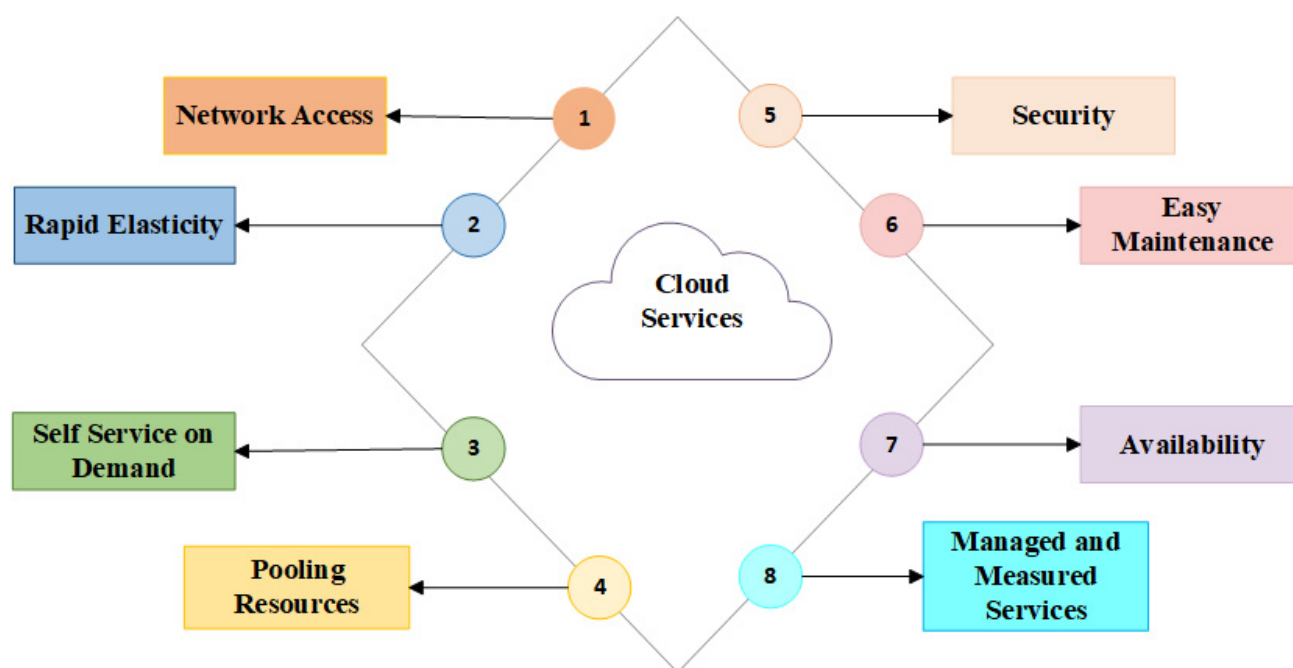 Network Access
1
5
Security
Rapid Elasticity
2
6
Easy
Maintenance
Cloud
Services
Self Service on
Demand
3
7
Availability
Pooling
Resources
4
8
Managed and
Measured
Services